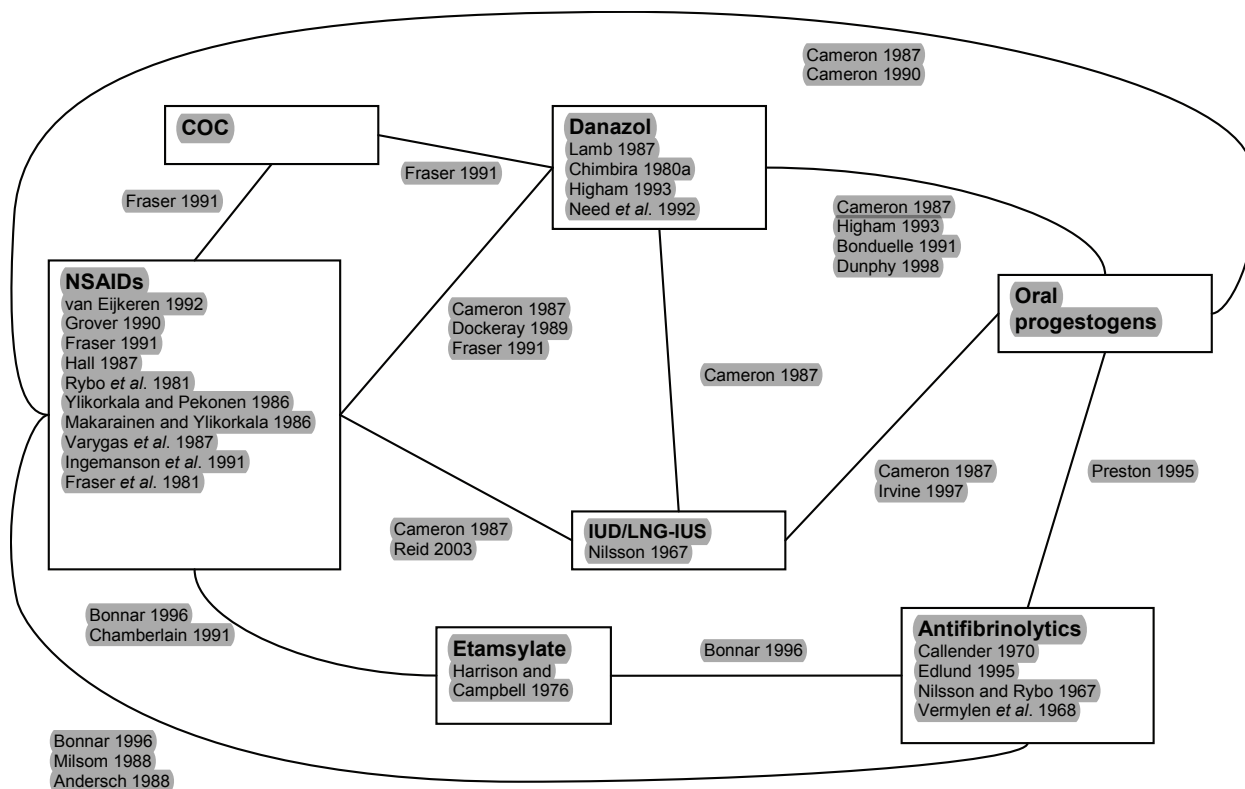 Cameron 1987
Cameron 1990
COC
Danazol
Lamb 1987
Chimbira 1980a
Higham 1993
Need et al. 1992
Fraser 1991
Fraser 1991
Cameron 1987
Higham 1993
Bonduelle 1991
Dunphy 1998
NSAIDs
van Eijkeren 1992
Grover 1990
Fraser 1991
Hall 1987
Rybo et al. 1981
Ylikorkala and Pekonen 1986
Makarainen and Ylikorkala 1986
Varygas et al. 1987
Ingemanson et al. 1991
Fraser et al. 1981
Cameron 1987
Dockeray 1989
Fraser 1991
Oral
progestogens
Cameron 1987
Cameron 1987
Irvine 1997
Preston 1995
Cameron 1987
Reid 2003
IUD/LNG-IUS
Nilsson 1967
Bonnar 1996
Chamberlain 1991
Etamsylate
Harrison and
Campbell 1976
Bonnar 1996
Antifibrinolytics
Callender 1970
Edlund 1995
Nilsson and Rybo 1967
Vermylen et al. 1968
Bonnar 1996
Milsom 1988
Andersch 1988